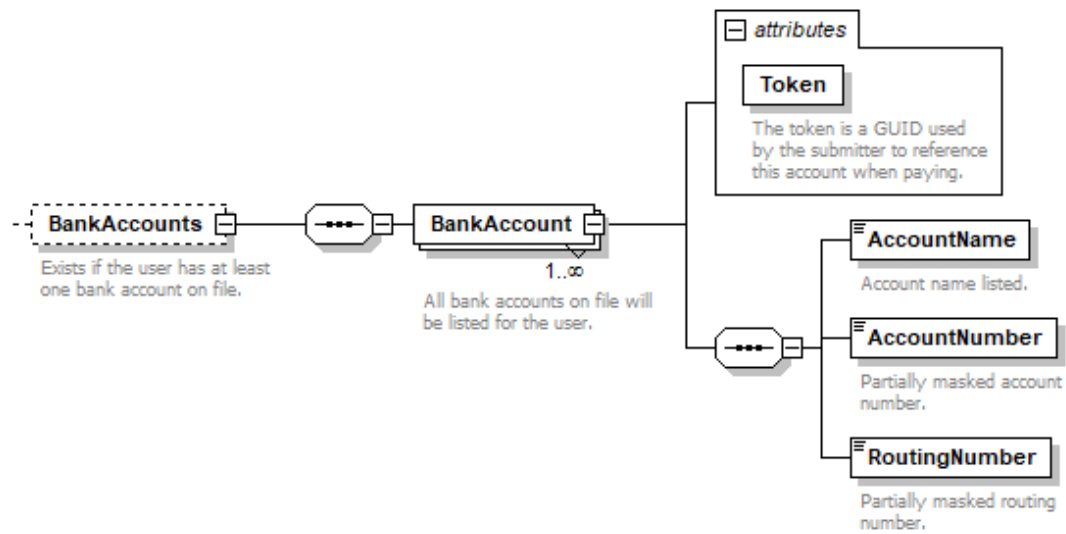 attributes
Token
The token is a GUID used
by the submitter to reference
this account when paying.
BankAccounts
Exists if the user has at least
one bank account on file.
BankAccount
1..∞
All bank accounts on file will
be listed for the user.
AccountName
Account name listed.
AccountNumber
Partially masked account
number.
RoutingNumber
Partially masked routing
number.